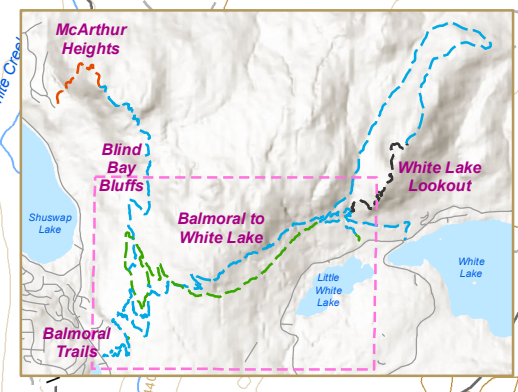 McArthur
Heights
Blind
Bay
Bluffs
White Lake
Lookout
Balmoral to
White Lake
Shuswap
Lake
White
Lake
Little
White
Lake
Balmoral
Trails